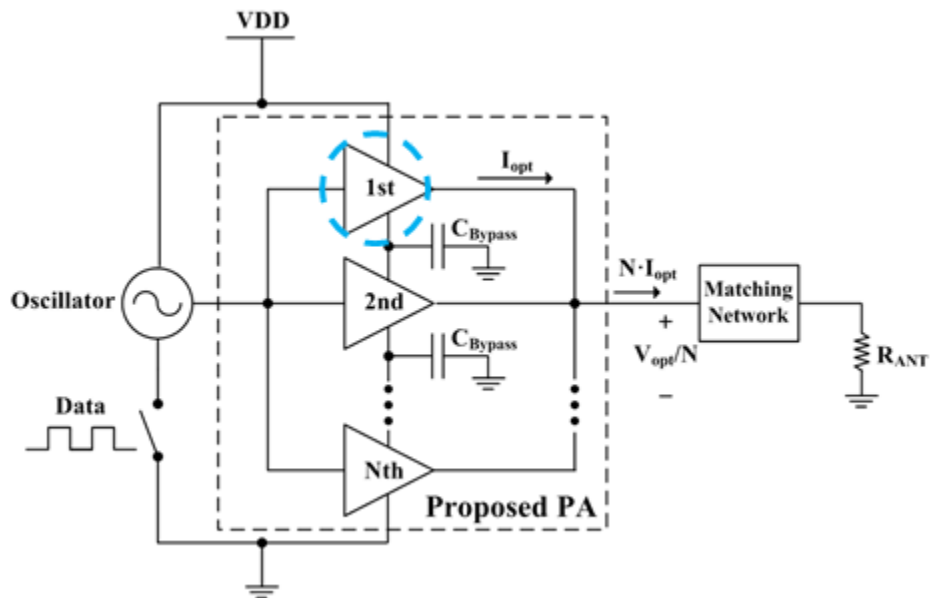 VDD
1st
I_opt
C_Bypass
Oscillator
2nd
N·I_opt
Matching
Network
+
V_opt/N
−
R_ANT
C_Bypass
Data
Nth
Proposed PA